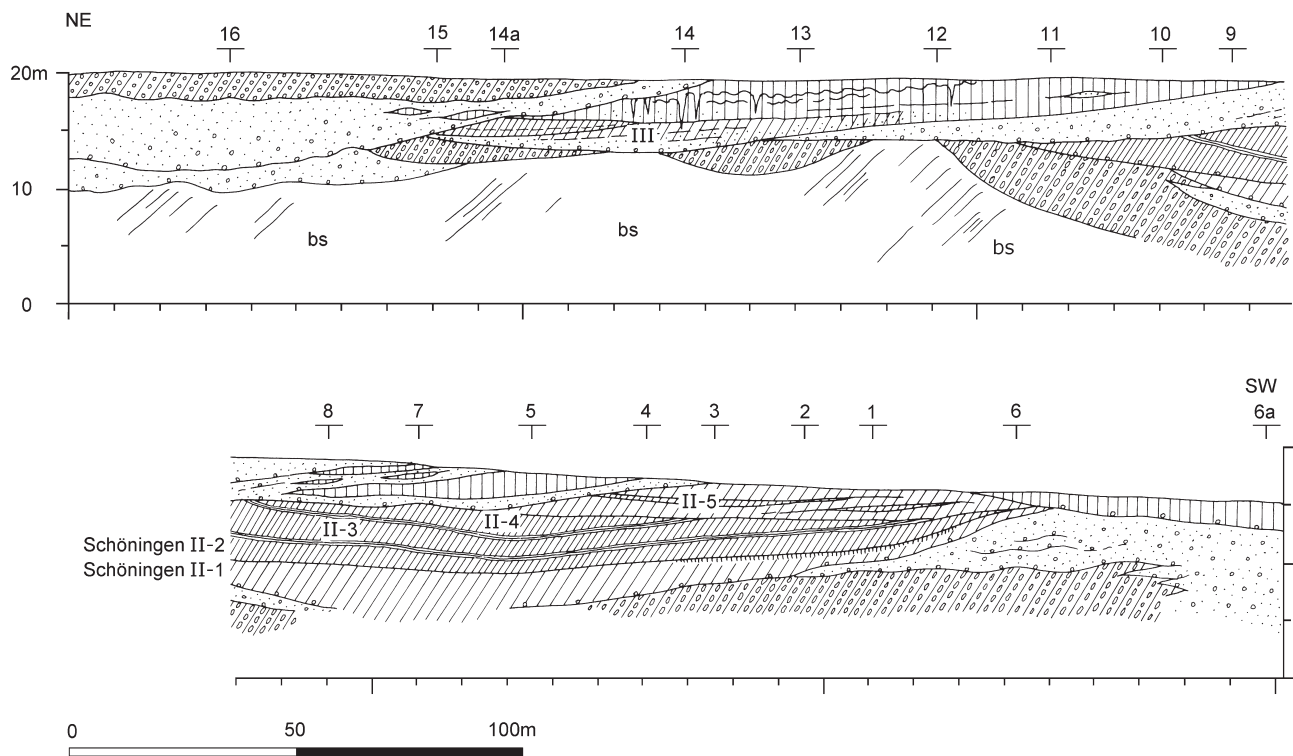 NE
16 15 14a 14 13 12 11 10 9
20m
III
10
bs bs bs
0
SW
8 7 5 4 3 2 1 6 6a
II-5
II-4
II-3
Schöningen II-2
Schöningen II-1
0 50 100m